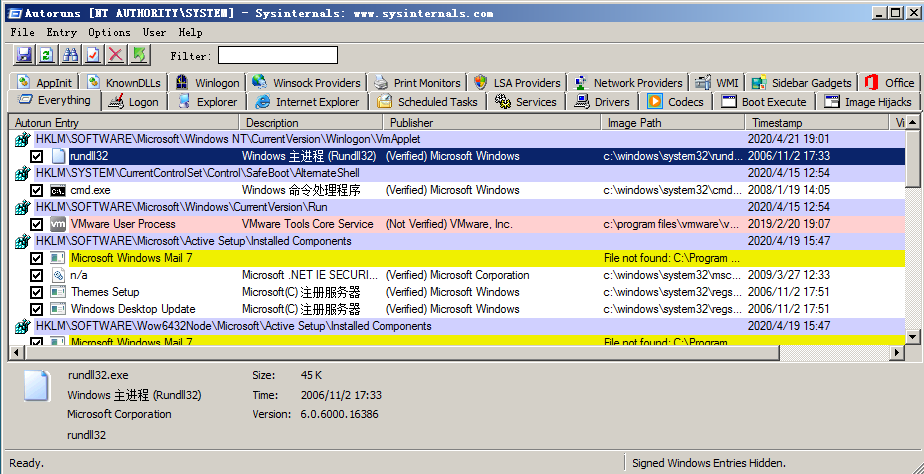 Autoruns [NT AUTHORITY\SYSTEM] - Sysinternals: www.sysinternals.com
File Entry Options User Help
Filter:
AppInit KnownDLLs Winlogon Winsock Providers Print Monitors LSA Providers Network Providers WMI Sidebar Gadgets Office
Everything Logon Explorer Internet Explorer Scheduled Tasks Services Drivers Codecs Boot Execute Image Hijacks
Autorun Entry Description Publisher Image Path Timestamp Vi
HKLM\SOFTWARE\Microsoft\Windows NT\CurrentVersion\Winlogon\VmApplet 2020/4/21 19:01
rundll32 Windows 主进程 (Rundll32) (Verified) Microsoft Windows c:\windows\system32\rund... 2006/11/2 17:33
HKLM\SYSTEM\CurrentControlSet\Control\SafeBoot\AlternateShell 2020/4/15 12:54
cmd.exe Windows 命令处理程序 (Verified) Microsoft Windows c:\windows\system32\cmd... 2008/1/19 14:05
HKLM\SOFTWARE\Microsoft\Windows\CurrentVersion\Run 2020/4/15 12:54
vm VMware User Process VMware Tools Core Service (Not Verified) VMware, Inc. c:\program files\vmware\v... 2019/2/20 19:07
HKLM\SOFTWARE\Microsoft\Active Setup\Installed Components 2020/4/19 15:47
Microsoft Windows Mail 7 File not found: C:\Program ...
n/a Microsoft .NET IE SECURI... (Verified) Microsoft Corporation c:\windows\system32\msc... 2009/3/27 12:33
Themes Setup Microsoft(C) 注册服务器 (Verified) Microsoft Windows c:\windows\system32\regs... 2006/11/2 17:51
Windows Desktop Update Microsoft(C) 注册服务器 (Verified) Microsoft Windows c:\windows\system32\regs... 2006/11/2 17:51
HKLM\SOFTWARE\Wow6432Node\Microsoft\Active Setup\Installed Components 2020/4/19 15:47
Microsoft Windows Mail 7 File not found: C:\Program
rundll32.exe Size: 45 K
Windows 主进程 (Rundll32) Time: 2006/11/2 17:33
Microsoft Corporation Version: 6.0.6000.16386
rundll32
Ready. Signed Windows Entries Hidden.